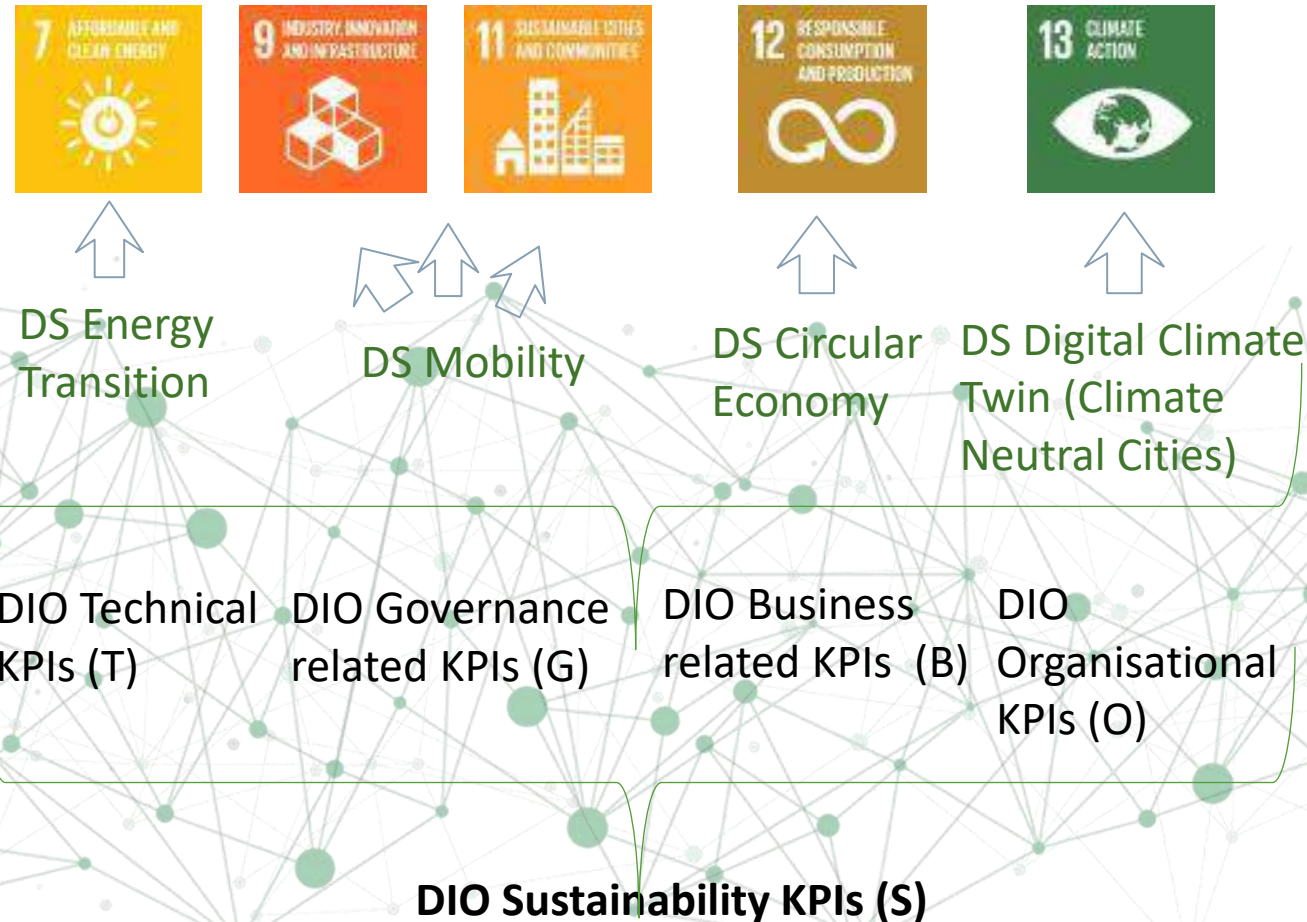 7 AFFORDABLE AND
CLEAN ENERGY
9 INDUSTRY, INNOVATION
AND INFRASTRUCTURE
11 SUSTAINABLE CITIES
AND COMMUNITIES
12 RESPONSIBLE
CONSUMPTION
AND PRODUCTION
13 CLIMATE
ACTION
DS Energy
Transition
DS Mobility
DS Circular
Economy
DS Digital Climate
Twin (Climate
Neutral Cities)
DIO Technical
KPIs (T)
DIO Governance
related KPIs (G)
DIO Business
related KPIs (B)
DIO
Organisational
KPIs (O)
DIO Sustainability KPIs (S)